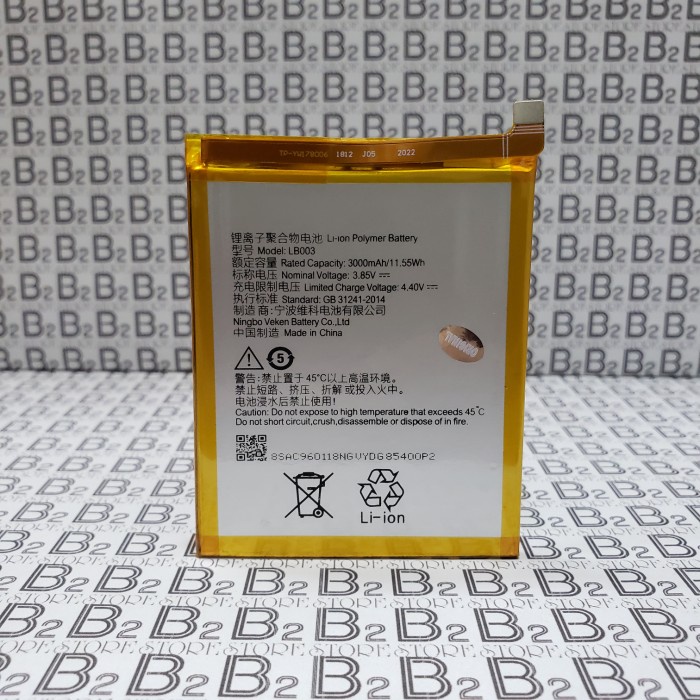 TP-YW178006 1812 J05 2022
锂离子聚合物电池 Li-ion Polymer Battery
型号 Model: LB003
额定容量 Rated Capacity: 3000mAh/11.55Wh
标称电压 Nominal Voltage: 3.85V
充电限制电压 Limited Charge Voltage: 4.40V
执行标准 Standard: GB 31241-2014
制造商:宁波维科电池有限公司
Ningbo Veken Battery Co.,Ltd
中国制造 Made in China
5
警告:禁止置于45°C以上高温环境。
禁止短路、挤压、折解或投入火中。
电池浸水后禁止使用!
Caution: Do not expose to high temperature that exceeds 45°C
Do not short circuit,crush,disassemble or dispose of in fire.
8SAC960118NGVYDG85400P2
Li-ion
B2
STORE